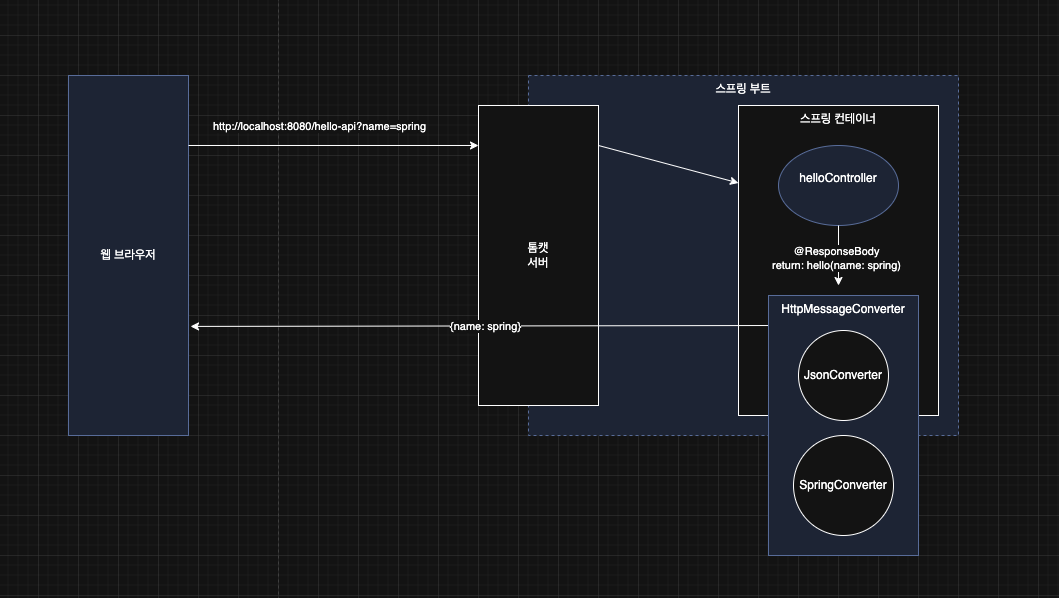 스프링 부트
http://localhost:8080/hello-api?name=spring
스프링 컨테이너
helloController
웹 브라우저
톰캣
서버
@ResponseBody
return: hello(name: spring)
HttpMessageConverter
{name: spring}
JsonConverter
SpringConverter